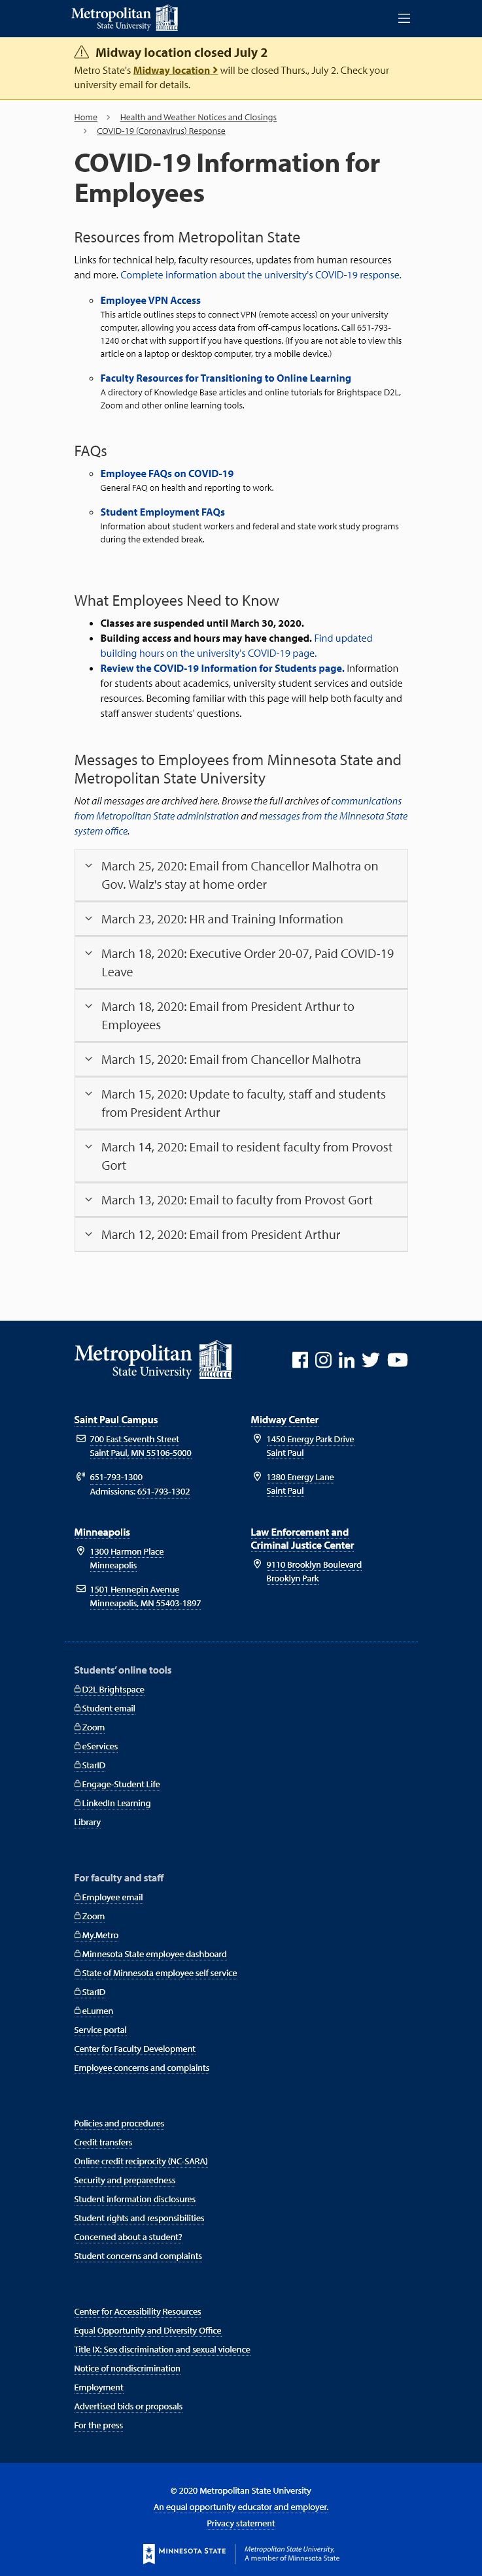 Metropolitan
State University
Midway location closed July 2
Metro State's Midway location > will be closed Thurs., July 2. Check your
university email for details.
Home > Health and Weather Notices and Closings
> COVID-19 (Coronavirus) Response
COVID-19 Information for
Employees
Resources from Metropolitan State
Links for technical help, faculty resources, updates from human resources
and more. Complete information about the university's COVID-19 response.
Employee VPN Access
This article outlines steps to connect VPN (remote access) on your university
computer, allowing you access data from off-campus locations. Call 651-793-
1240 or chat with support if you have questions. (If you are not able to view this
article on a laptop or desktop computer, try a mobile device.)
Faculty Resources for Transitioning to Online Learning
A directory of Knowledge Base articles and online tutorials for Brightspace D2L,
Zoom and other online learning tools.
FAQs
Employee FAQs on COVID-19
General FAQ on health and reporting to work.
Student Employment FAQs
Information about student workers and federal and state work study programs
during the extended break.
What Employees Need to Know
Classes are suspended until March 30, 2020.
Building access and hours may have changed. Find updated
building hours on the university's COVID-19 page.
Review the COVID-19 Information for Students page. Information
for students about academics, university student services and outside
resources. Becoming familiar with this page will help both faculty and
staff answer students' questions.
Messages to Employees from Minnesota State and
Metropolitan State University
Not all messages are archived here. Browse the full archives of communications
from Metropolitan State administration and messages from the Minnesota State
system office.
March 25, 2020: Email from Chancellor Malhotra on
Gov. Walz's stay at home order
March 23, 2020: HR and Training Information
March 18, 2020: Executive Order 20-07, Paid COVID-19
Leave
March 18, 2020: Email from President Arthur to
Employees
March 15, 2020: Email from Chancellor Malhotra
March 15, 2020: Update to faculty, staff and students
from President Arthur
March 14, 2020: Email to resident faculty from Provost
Gort
March 13, 2020: Email to faculty from Provost Gort
March 12, 2020: Email from President Arthur
Metropolitan
State University
Saint Paul Campus
700 East Seventh Street
Saint Paul, MN 55106-5000
651-793-1300
Admissions: 651-793-1302
Midway Center
1450 Energy Park Drive
Saint Paul
1380 Energy Lane
Saint Paul
Minneapolis
1300 Harmon Place
Minneapolis
1501 Hennepin Avenue
Minneapolis, MN 55403-1897
Law Enforcement and
Criminal Justice Center
9110 Brooklyn Boulevard
Brooklyn Park
Students' online tools
D2L Brightspace
Student email
Zoom
eServices
StarID
Engage-Student Life
LinkedIn Learning
Library
For faculty and staff
Employee email
Zoom
My.Metro
Minnesota State employee dashboard
State of Minnesota employee self service
StarID
eLumen
Service portal
Center for Faculty Development
Employee concerns and complaints
Policies and procedures
Credit transfers
Online credit reciprocity (NC-SARA)
Security and preparedness
Student information disclosures
Student rights and responsibilities
Concerned about a student?
Student concerns and complaints
Center for Accessibility Resources
Equal Opportunity and Diversity Office
Title IX: Sex discrimination and sexual violence
Notice of nondiscrimination
Employment
Advertised bids or proposals
For the press
© 2020 Metropolitan State University
An equal opportunity educator and employer.
Privacy statement
MINNESOTA STATE
Metropolitan State University,
A member of Minnesota State